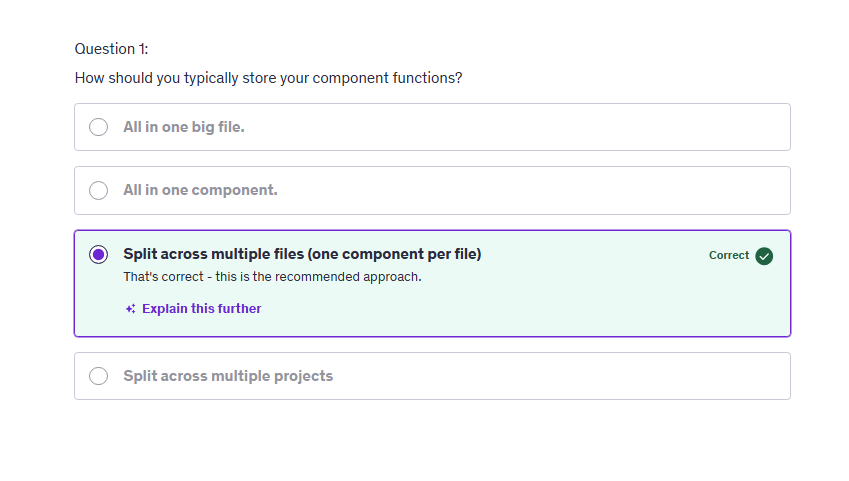 Question 1:
How should you typically store your component functions?
All in one big file.
All in one component.
Split across multiple files (one component per file)
Correct
That's correct - this is the recommended approach.
Explain this further
Split across multiple projects